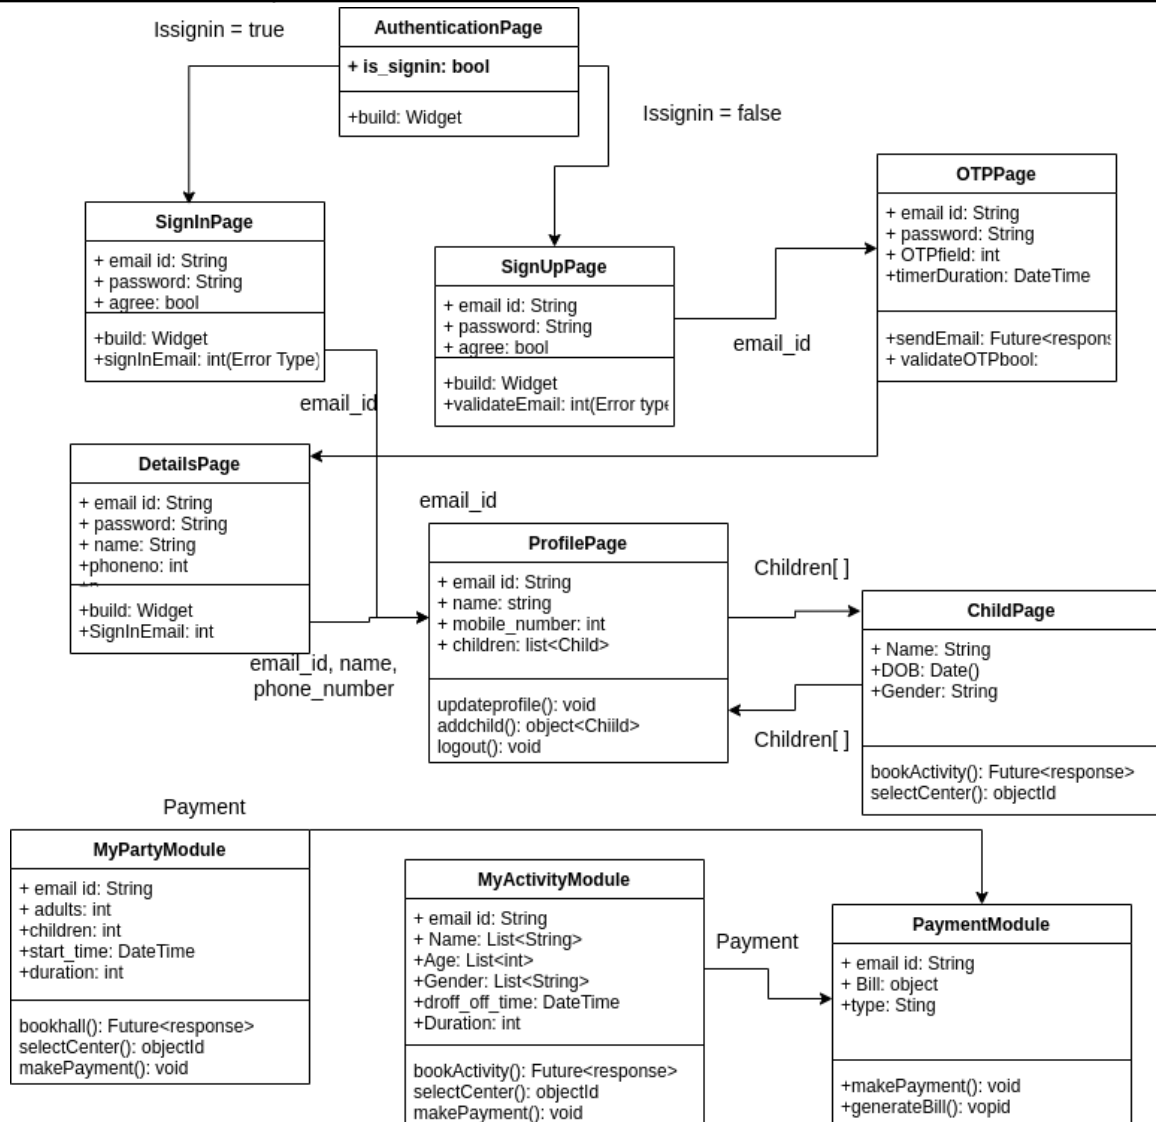 Issignin = true
AuthenticationPage
+ is_signin: bool
+build: Widget
Issignin = false
SignInPage
+ email id: String
+ password: String
+ agree: bool
+build: Widget
+signInEmail: int(Error Type)
email_id
SignUpPage
+ email id: String
+ password: String
+ agree: bool
+build: Widget
+validateEmail: int(Error type
email_id
OTPPage
+ email id: String
+ password: String
+ OTPfield: int
+timerDuration: DateTime
+sendEmail: Future<respons
+ validateOTPbool:
DetailsPage
+ email id: String
+ password: String
+ name: String
+phoneno: int
+build: Widget
+SignInEmail: int
email_id, name,
phone_number
email_id
ProfilePage
+ email id: String
+ name: string
+ mobile_number: int
+ children: list<Child>
updateprofile(): void
addchild(): object<Chiild>
logout(): void
Children[ ]
Children[ ]
ChildPage
+ Name: String
+DOB: Date()
+Gender: String
bookActivity(): Future<response>
selectCenter(): objectId
Payment
MyPartyModule
+ email id: String
+ adults: int
+children: int
+start_time: DateTime
+duration: int
bookhall(): Future<response>
selectCenter(): objectId
makePayment(): void
MyActivityModule
+ email id: String
+ Name: List<String>
+Age: List<int>
+Gender: List<String>
+droff_off_time: DateTime
+Duration: int
bookActivity(): Future<response>
selectCenter(): objectId
makePayment(): void
Payment
PaymentModule
+ email id: String
+ Bill: object
+type: Sting
+makePayment(): void
+generateBill(): vopid